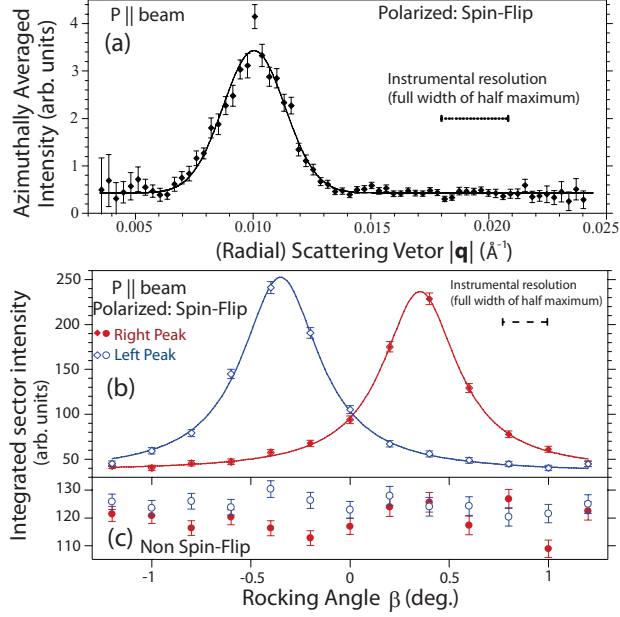 P || beam
Polarized: Spin-Flip
(a)
Instrumental resolution
(full width of half maximum)
Azimuthally Averaged
Intensity (arb. units)
4
3
2
1
0
0.005
0.010
0.015
0.020
0.025
(Radial) Scattering Vetor |q| (Å-1)
P || beam
Polarized: Spin-Flip
Right Peak
Left Peak
Instrumental resolution
(full width of half maximum)
(b)
Integrated sector intensity
(arb. units)
250
200
150
100
50
130
120
110
(c)
Non Spin-Flip
-1
-0.5
0
0.5
1
Rocking Angle β (deg.)